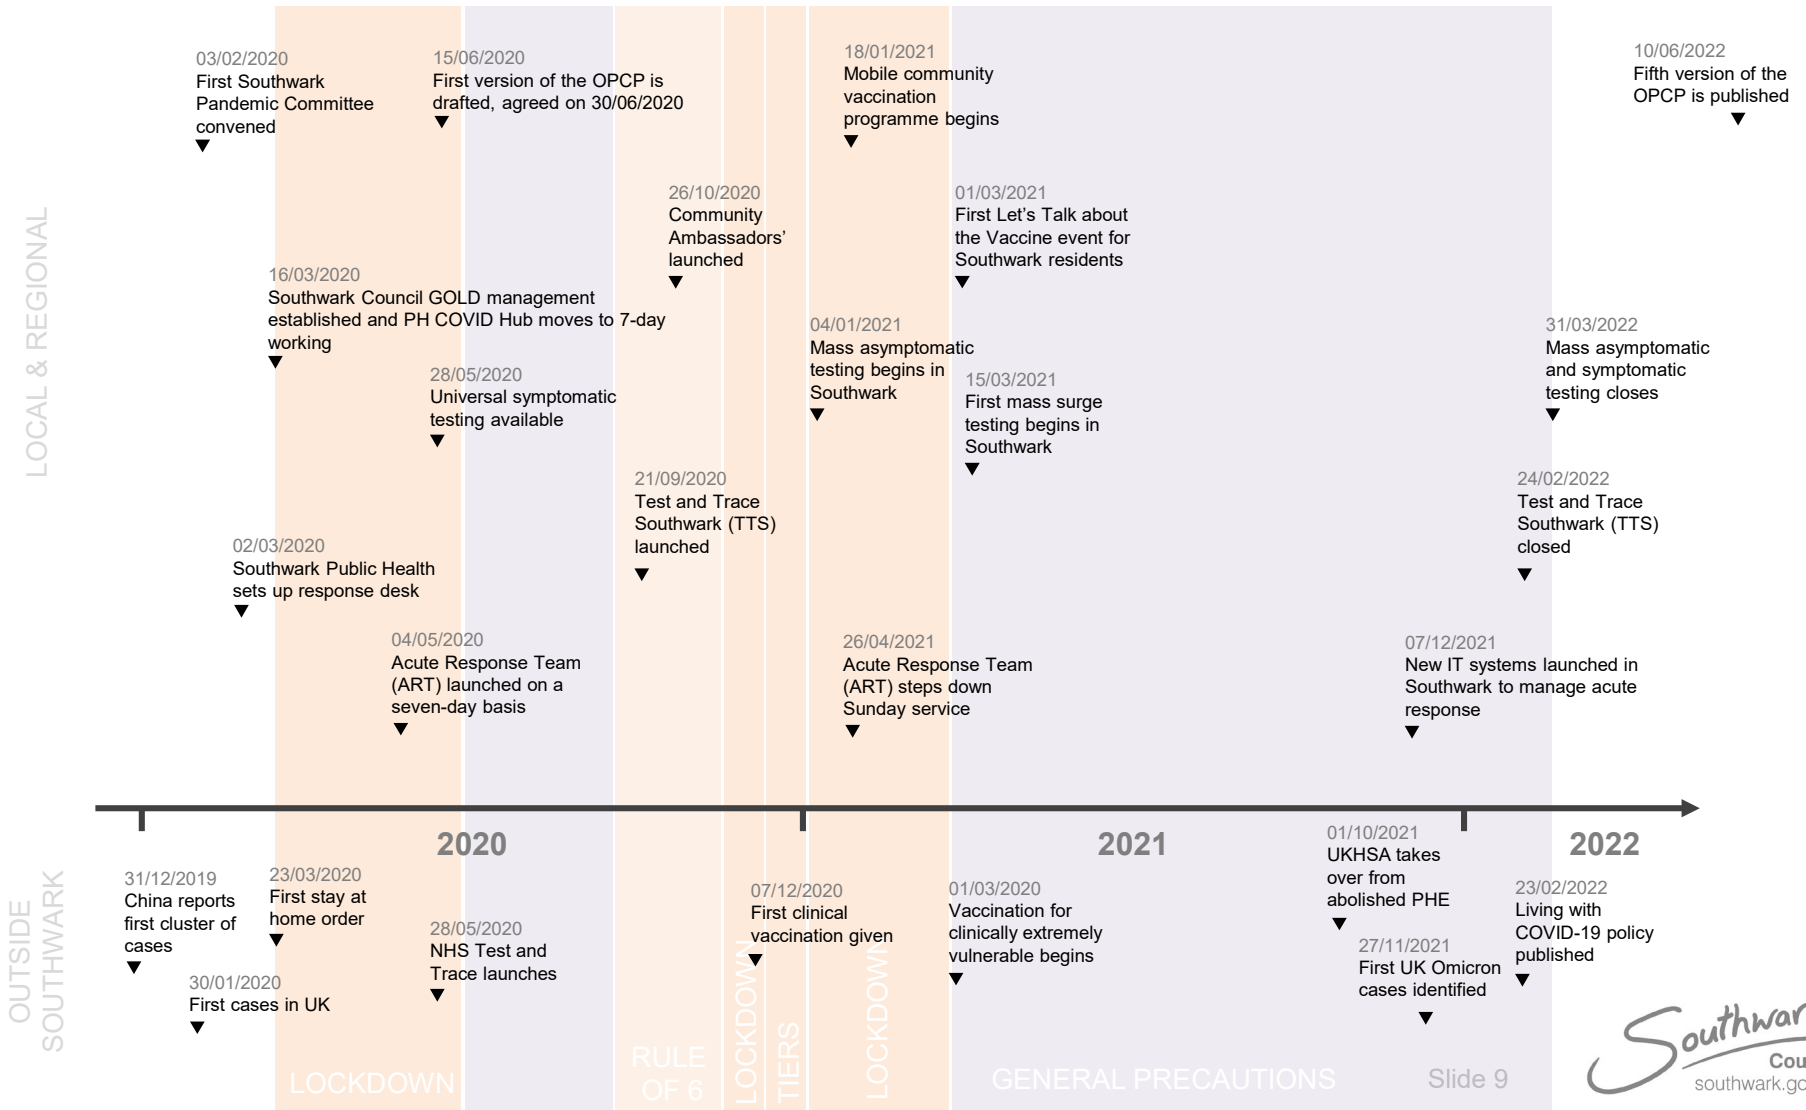 LOCAL & REGIONAL
03/02/2020
First Southwark
Pandemic Committee
convened
15/06/2020
First version of the OPCP is
drafted, agreed on 30/06/2020
18/01/2021
Mobile community
vaccination
programme begins
10/06/2022
Fifth version of the
OPCP is published
26/10/2020
Community
Ambassadors’
launched
01/03/2021
First Let’s Talk about
the Vaccine event for
Southwark residents
16/03/2020
Southwark Council GOLD management
established and PH COVID Hub moves to 7-day
working
28/05/2020
Universal symptomatic
testing available
04/01/2021
Mass asymptomatic
testing begins in
Southwark
15/03/2021
First mass surge
testing begins in
Southwark
31/03/2022
Mass asymptomatic
and symptomatic
testing closes
21/09/2020
Test and Trace
Southwark (TTS)
launched
24/02/2022
Test and Trace
Southwark (TTS)
closed
02/03/2020
Southwark Public Health
sets up response desk
04/05/2020
Acute Response Team
(ART) launched on a
seven-day basis
26/04/2021
Acute Response Team
(ART) steps down
Sunday service
07/12/2021
New IT systems launched in
Southwark to manage acute
response
2020
2021
2022
OUTSIDE
SOUTHWARK
31/12/2019
China reports
first cluster of
cases
30/01/2020
First cases in UK
23/03/2020
First stay at
home order
28/05/2020
NHS Test and
Trace launches
07/12/2020
First clinical
vaccination given
01/03/2020
Vaccination for
clinically extremely
vulnerable begins
01/10/2021
UKHSA takes
over from
abolished PHE
27/11/2021
First UK Omicron
cases identified
23/02/2022
Living with
COVID-19 policy
published
LOCKDOWN
RULE
OF 6
LOCKDOWN
TIERS
LOCKDOWN
GENERAL PRECAUTIONS
Slide 9
Southwar
Cou
southwark.go